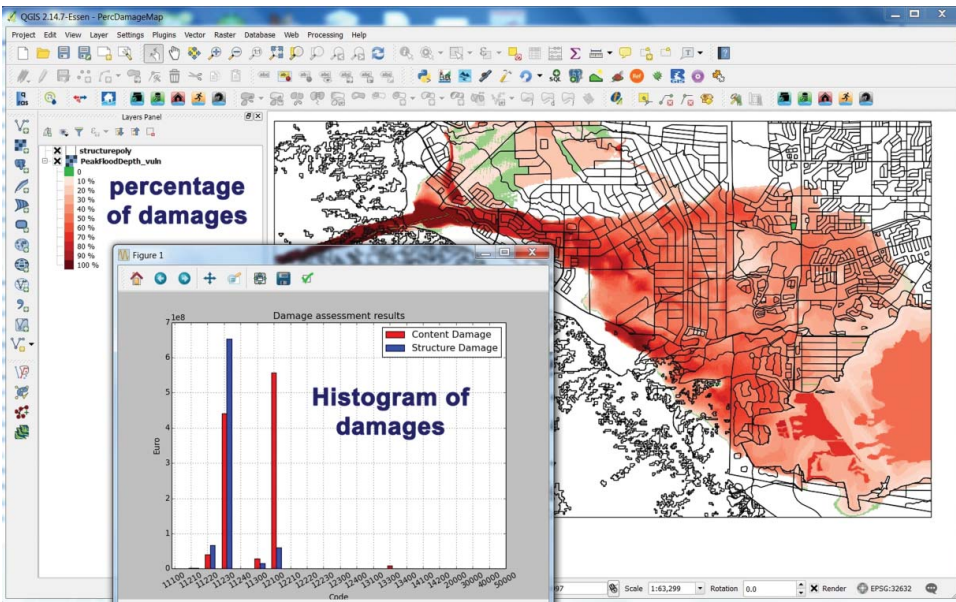 QGIS 2.14.7-Essen - PercDamageMap
Project Edit View Layer Settings Plugins Vector Raster Database Web Processing Help
Layers Panel
structurepoly
PeakFloodDepth_vuln
0
10 %
20 %
30 %
40 %
50 %
60 %
70 %
80 %
90 %
100 %
percentage
of damages
Figure 1
Damage assessment results
1e8
7
6
5
4
3
2
1
0
Euro
Content Damage
Structure Damage
Histogram of
damages
11100 11210 11220 11230 11240 11300 12100 12210 12220 12230 12300 12400 13100 13300 14100 14200 20000 30000 40000 50000
Code
Scale 1:63,299 Rotation 0.0 Render EPSG:32632